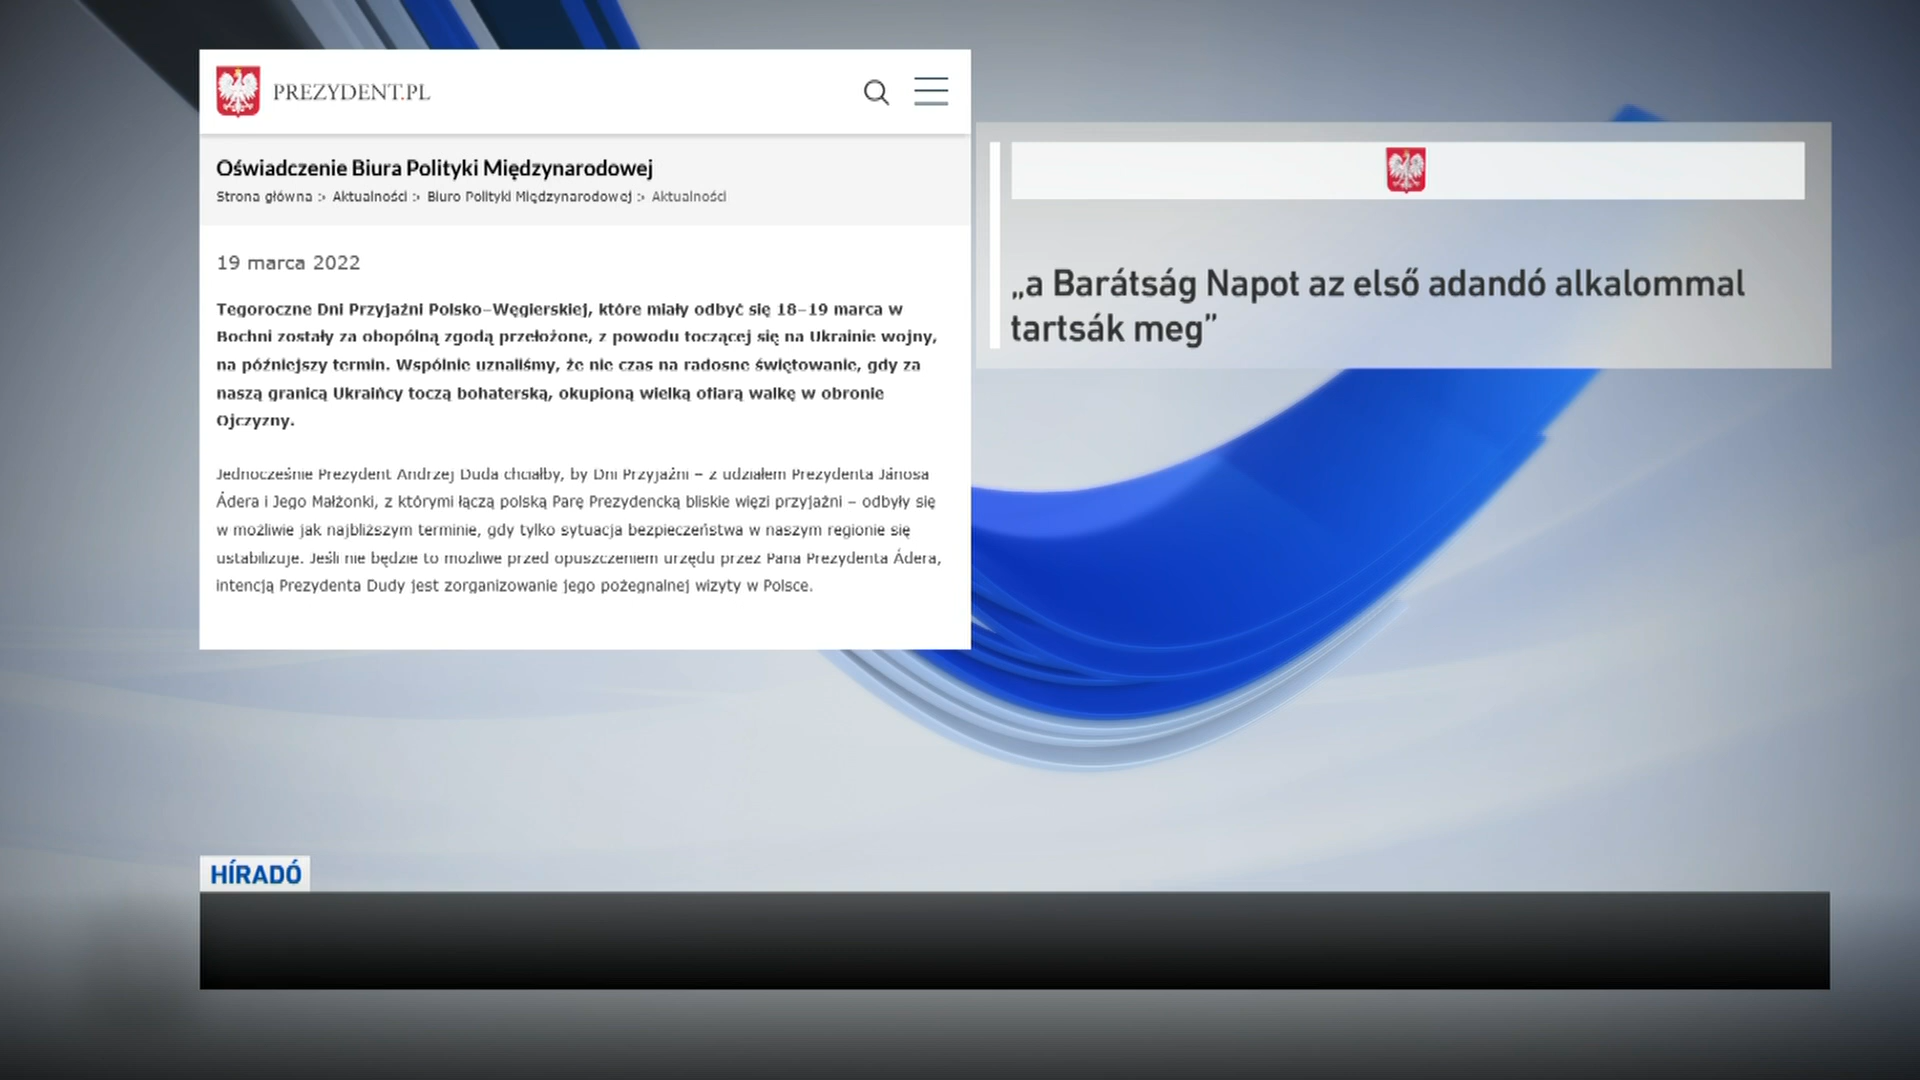 PREZYDENT.PL
Oświadczenie Biura Polityki Międzynarodowej
Strona główna > Aktualności > Biuro Polityki Międzynarodowej > Aktualności
19 marca 2022
Tegoroczne Dni Przyjaźni Polsko-Węgierskiej, które miały odbyć się 18-19 marca w
Bochni zostały za obopólną zgodą przełożone, z powodu toczącej się na Ukrainie wojny,
na późniejszy termin. Wspólnie uznaliśmy, że nie czas na radosne świętowanie, gdy za
naszą granicą Ukraińcy toczą bohaterską, okupioną wielką ofiarą walkę w obronie
Ojczyzny.
Jednocześnie Prezydent Andrzej Duda chciałby, by Dni Przyjaźni – z udziałem Prezydenta Jánosa
Ádera i Jego Małżonki, z którymi łączą polską Parę Prezydencką bliskie więzi przyjaźni – odbyły się
w możliwie jak najbliższym terminie, gdy tylko sytuacja bezpieczeństwa w naszym regionie się
ustabilizuje. Jeśli nie będzie to możliwe przed opuszczeniem urzędu przez Pana Prezydenta Ádera,
intencją Prezydenta Dudy jest zorganizowanie jego pożegnalnej wizyty w Polsce.
„a Barátság Napot az első adandó alkalommal
tartsák meg”
HÍRADÓ